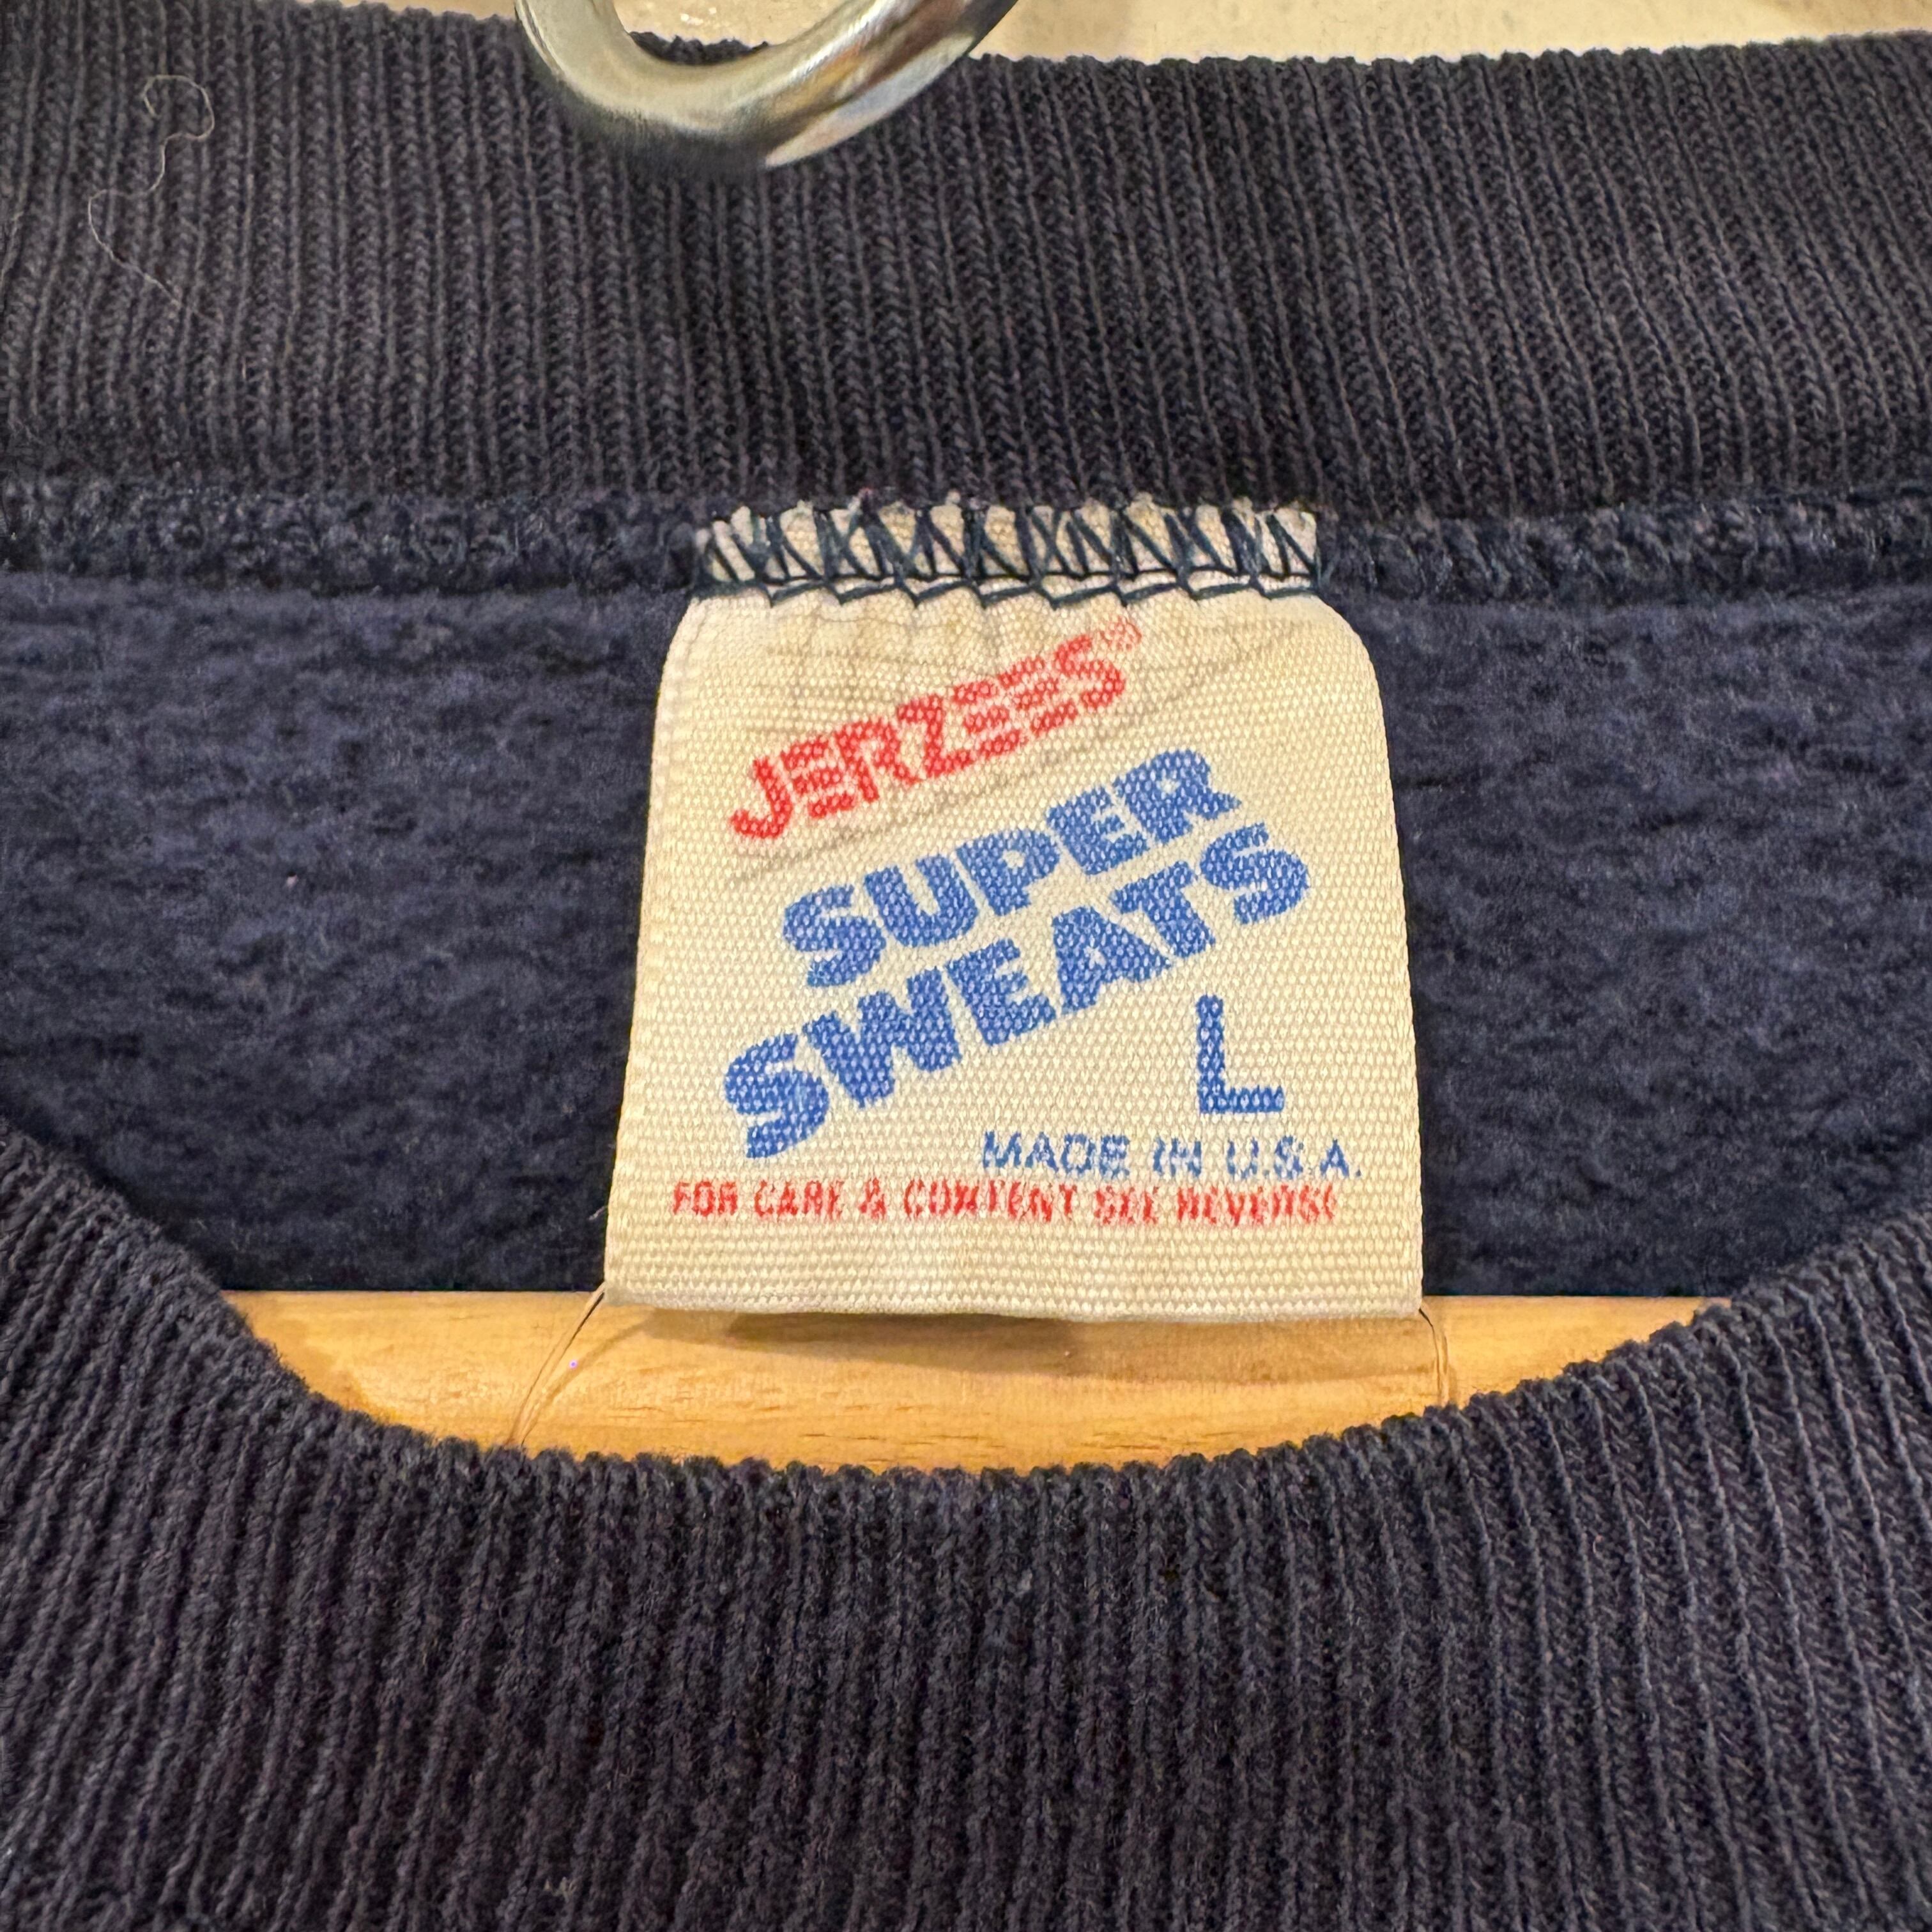 JERZEES®
SUPER
SWEATS
L
MADE IN U.S.A.
FOR CARE & CONTENT SEE REVERSE